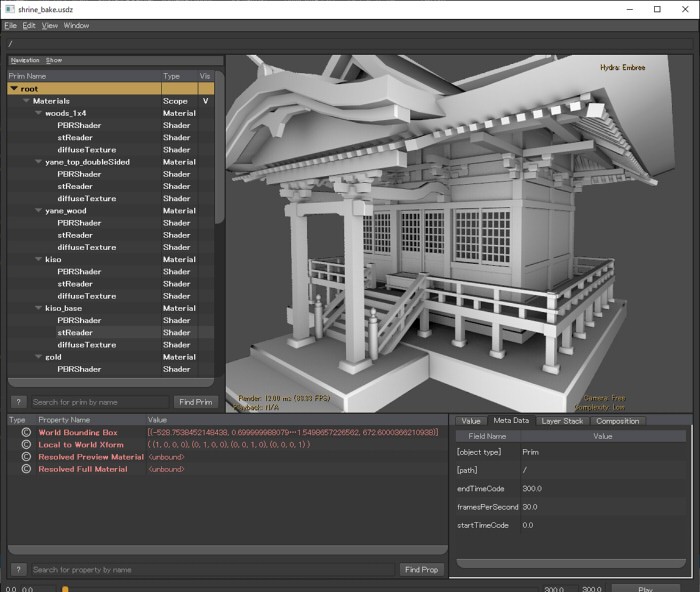 shrine_bake.usdz
File Edit View Window
/
Navigation Show
Prim Name Type Vis
root
Materials Scope V
woods_1x4 Material
PBRShader Shader
stReader Shader
diffuseTexture Shader
yane_top_doubleSided Material
PBRShader Shader
stReader Shader
diffuseTexture Shader
yane_wood Material
PBRShader Shader
stReader Shader
diffuseTexture Shader
kiso Material
PBRShader Shader
stReader Shader
diffuseTexture Shader
kiso_base Material
PBRShader Shader
stReader Shader
diffuseTexture Shader
gold Material
PBRShader Shader
? Search for prim by name Find Prim
Hydra: Embree
Render: 12.00 ms (83.33 FPS)
Playback: N/A
Camera: Free
Complexity: Low
Type Property Name Value
World Bounding Box
Local to World Xform ( (1, 0, 0, 0), (0, 1, 0, 0), (0, 0, 1, 0), (0, 0, 0, 1) )
Resolved Preview Material <unbound>
Resolved Full Material <unbound>
? Search for property by name Find Prop
Value Meta Data Layer Stack Composition
Field Name Value
[object type] Prim
[path] /
endTimeCode 300.0
framesPerSecond 30.0
startTimeCode 0.0
0.0 0.0 300.0 300.0 Play